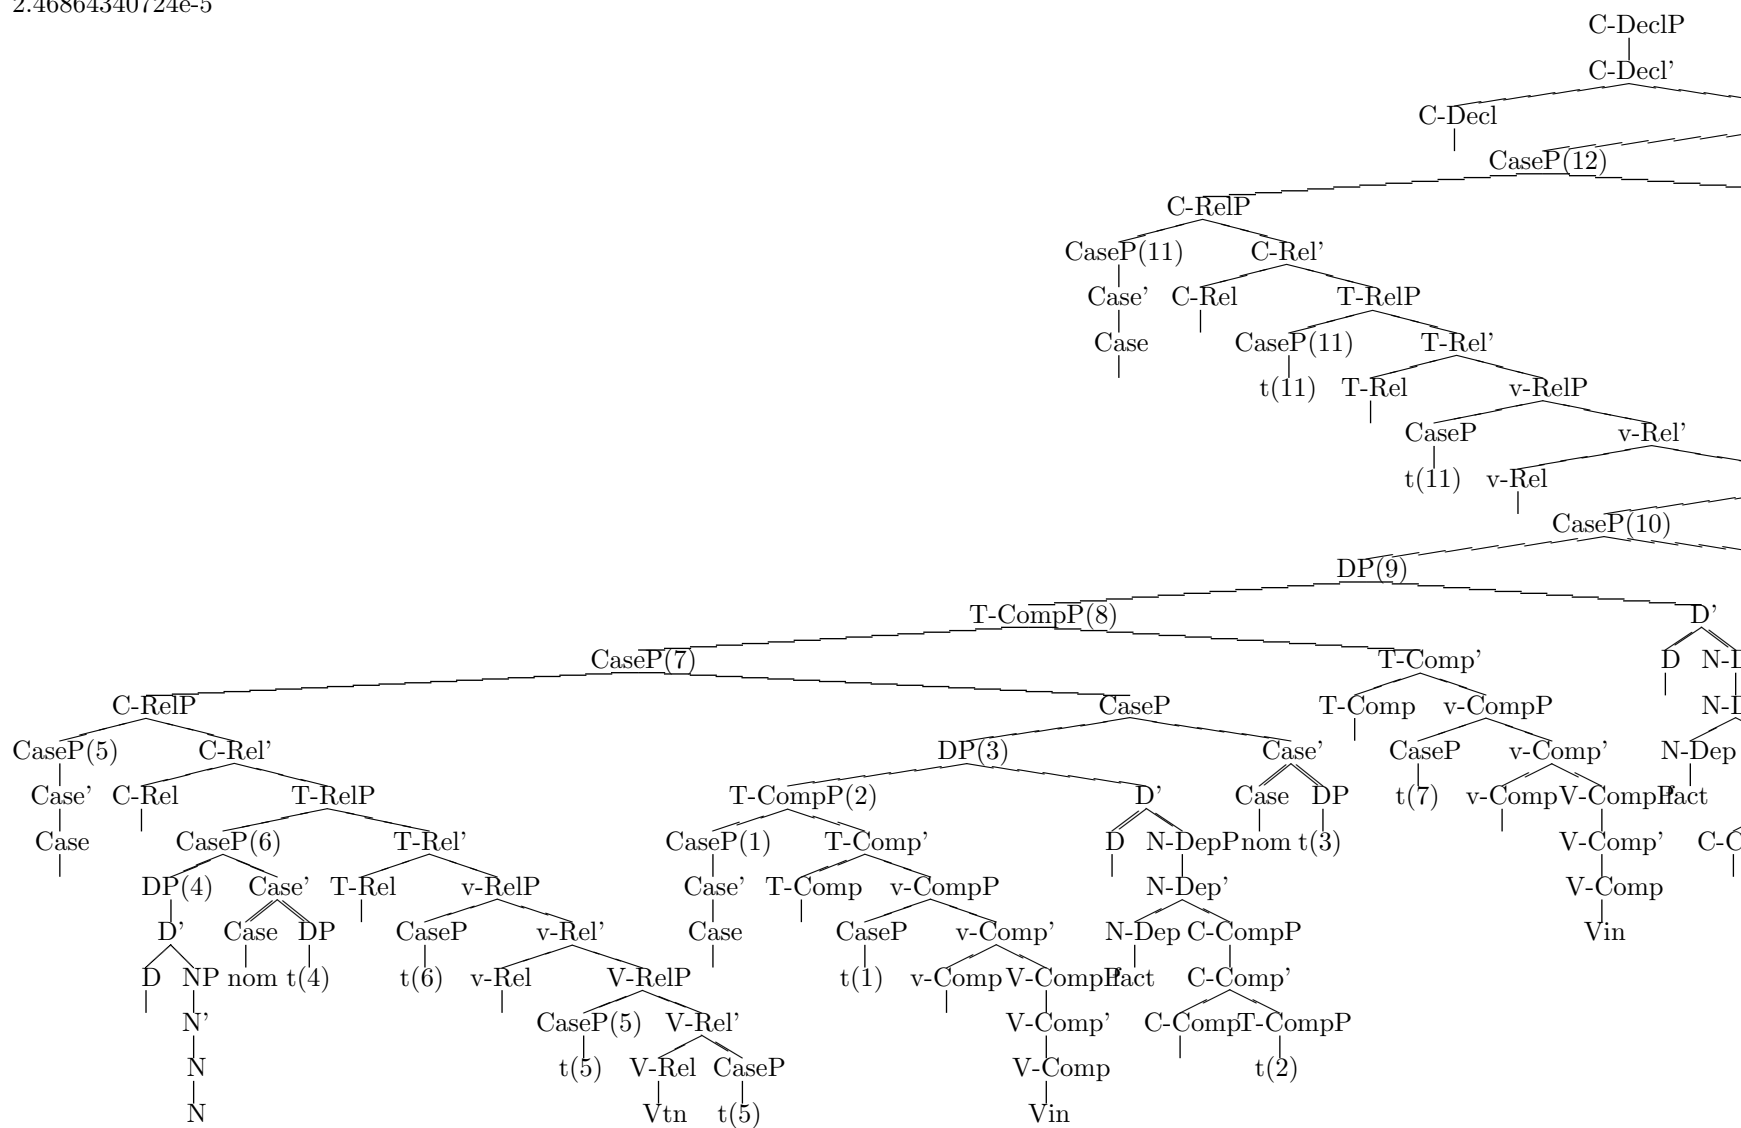 2.46864340724e-5
C-DeclP
C-Decl’
C-Decl
CaseP(12)
C-RelP
CaseP(11) C-Rel’
Case’ C-Rel T-RelP
Case CaseP(11) T-Rel’
t(11) T-Rel v-RelP
CaseP v-Rel’
t(11) v-Rel
CaseP(10)
DP(9)
T-CompP(8) D’
CaseP(7) T-Comp’ D
C-RelP CaseP T-Comp v-CompP
CaseP(5) C-Rel’ DP(3) Case’ CaseP v-Comp’ N-Dep
Case’ C-Rel T-RelP T-CompP(2) D’ Case DP t(7) v-Comp V-CompP Fact
Case CaseP(6) T-Rel’ CaseP(1) T-Comp’ D N-DepP nom t(3) V-Comp’
DP(4) Case’ T-Rel v-RelP Case’ T-Comp v-CompP N-Dep’ V-Comp
D’ Case DP CaseP v-Rel’ Case CaseP v-Comp’ N-Dep C-CompP Vin
D NP nom t(4) t(6) v-Rel V-RelP t(1) v-Comp V-CompP Fact C-Comp’
N’ CaseP(5) V-Rel’ V-Comp’ C-Comp T-CompP
N t(5) V-Rel CaseP V-Comp t(2)
N Vtn t(5) Vin